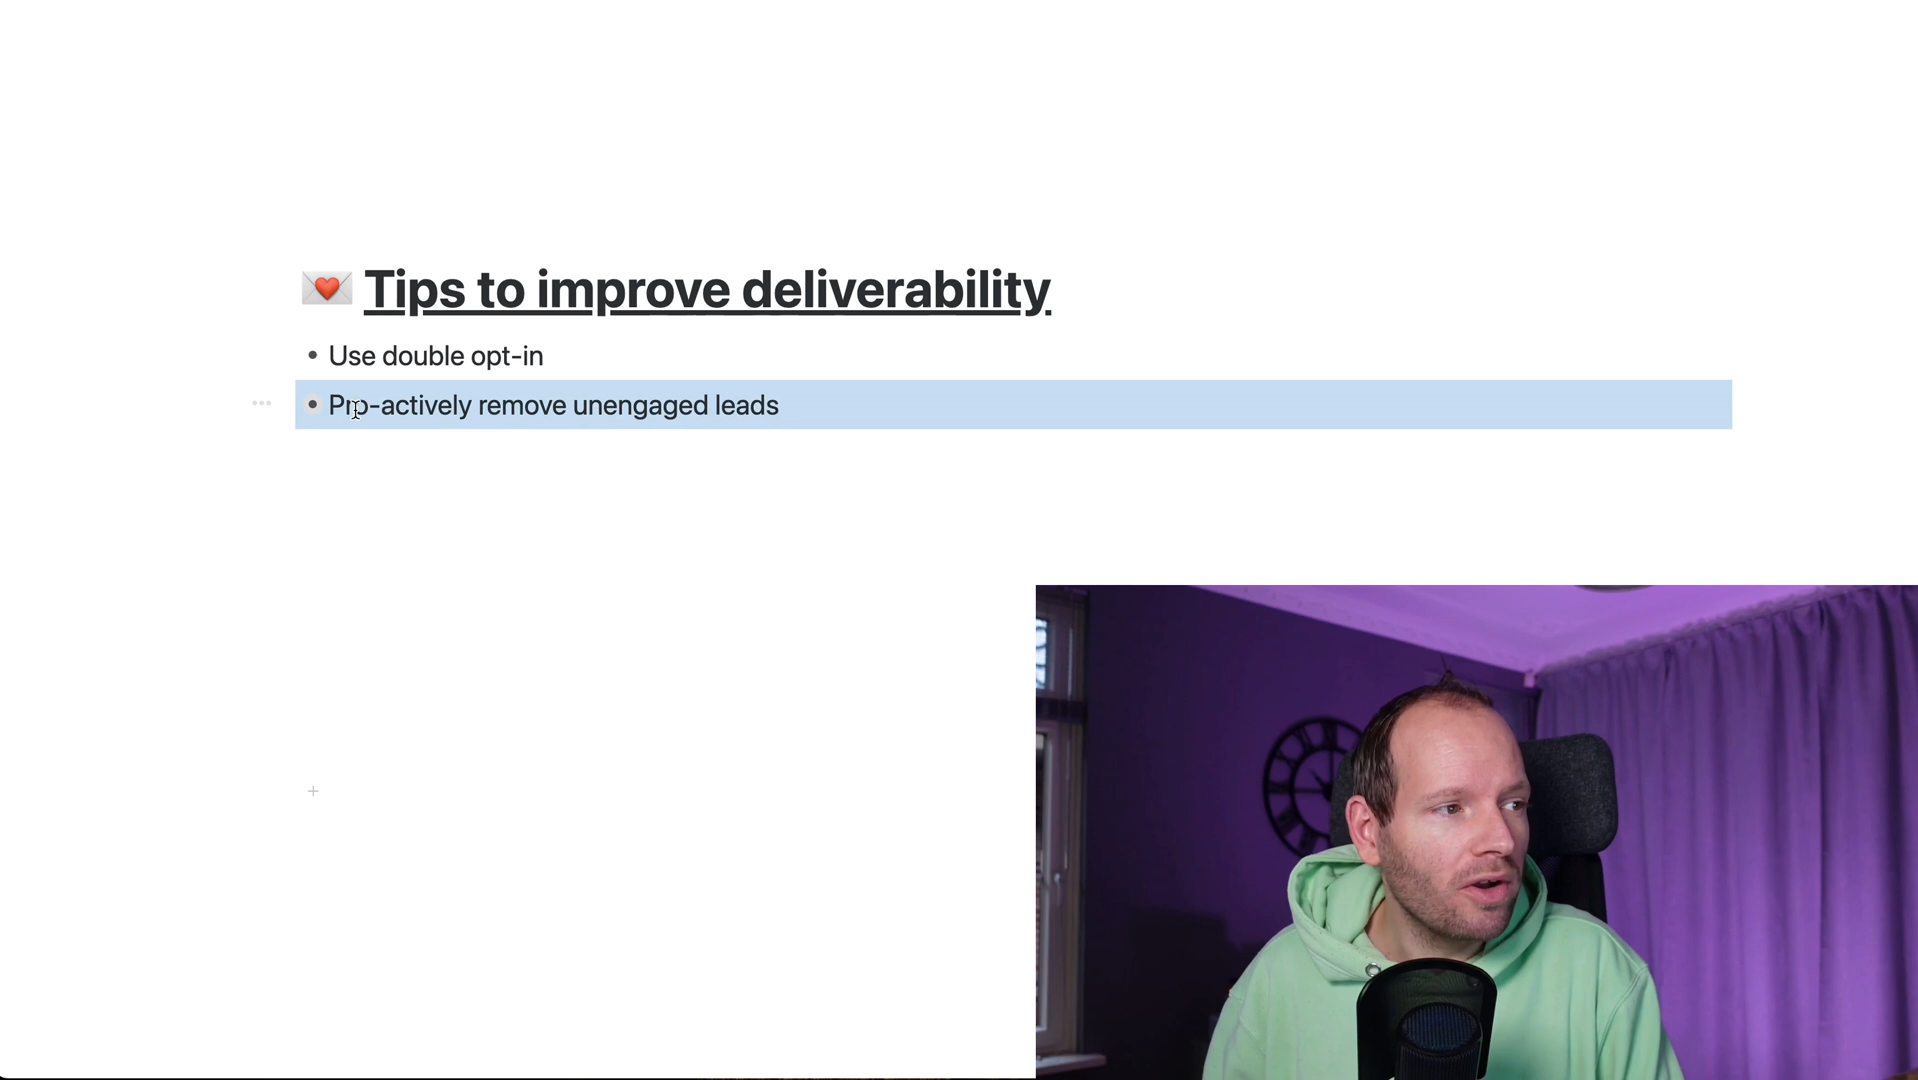 💌 Tips to improve deliverability
• Use double opt-in
• Pro-actively remove unengaged leads